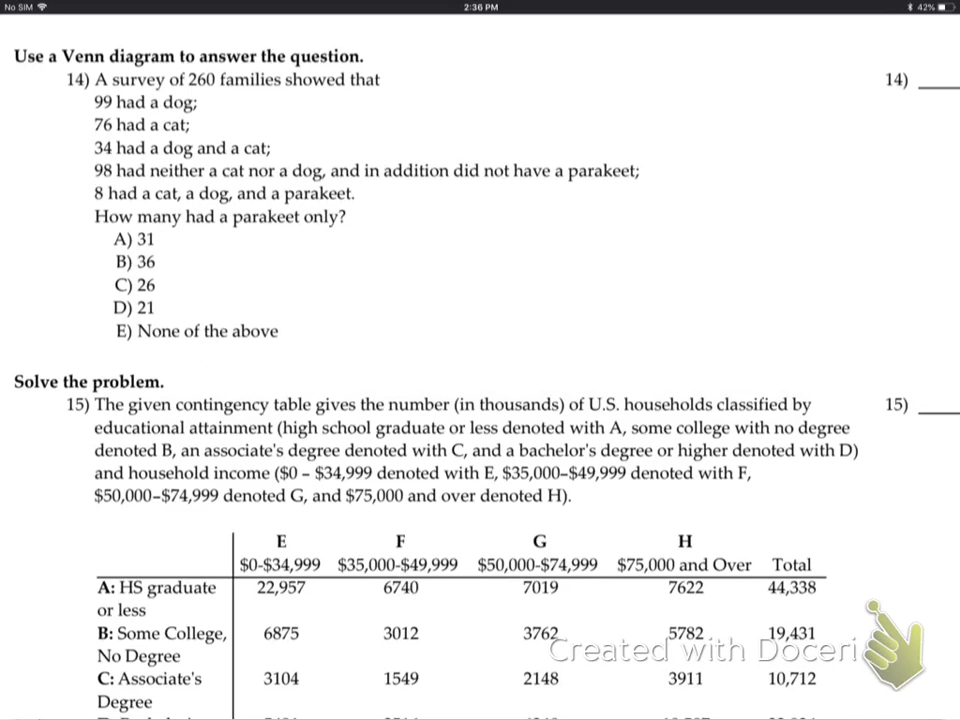 No SIM 2:36 PM 42%
Use a Venn diagram to answer the question.
14) A survey of 260 families showed that 14)
99 had a dog;
76 had a cat;
34 had a dog and a cat;
98 had neither a cat nor a dog, and in addition did not have a parakeet;
8 had a cat, a dog, and a parakeet.
How many had a parakeet only?
A) 31
B) 36
C) 26
D) 21
E) None of the above
Solve the problem.
15) The given contingency table gives the number (in thousands) of U.S. households classified by 15)
educational attainment (high school graduate or less denoted with A, some college with no degree
denoted B, an associate's degree denoted with C, and a bachelor's degree or higher denoted with D)
and household income ($0 – $34,999 denoted with E, $35,000–$49,999 denoted with F,
$50,000–$74,999 denoted G, and $75,000 and over denoted H).
E F G H
$0-$34,999 $35,000-$49,999 $50,000-$74,999 $75,000 and Over Total
A: HS graduate 22,957 6740 7019 7622 44,338
or less
B: Some College, 6875 3012 3762 5782 19,431
No Degree
Created with Doceri
C: Associate's 3104 1549 2148 3911 10,712
Degree